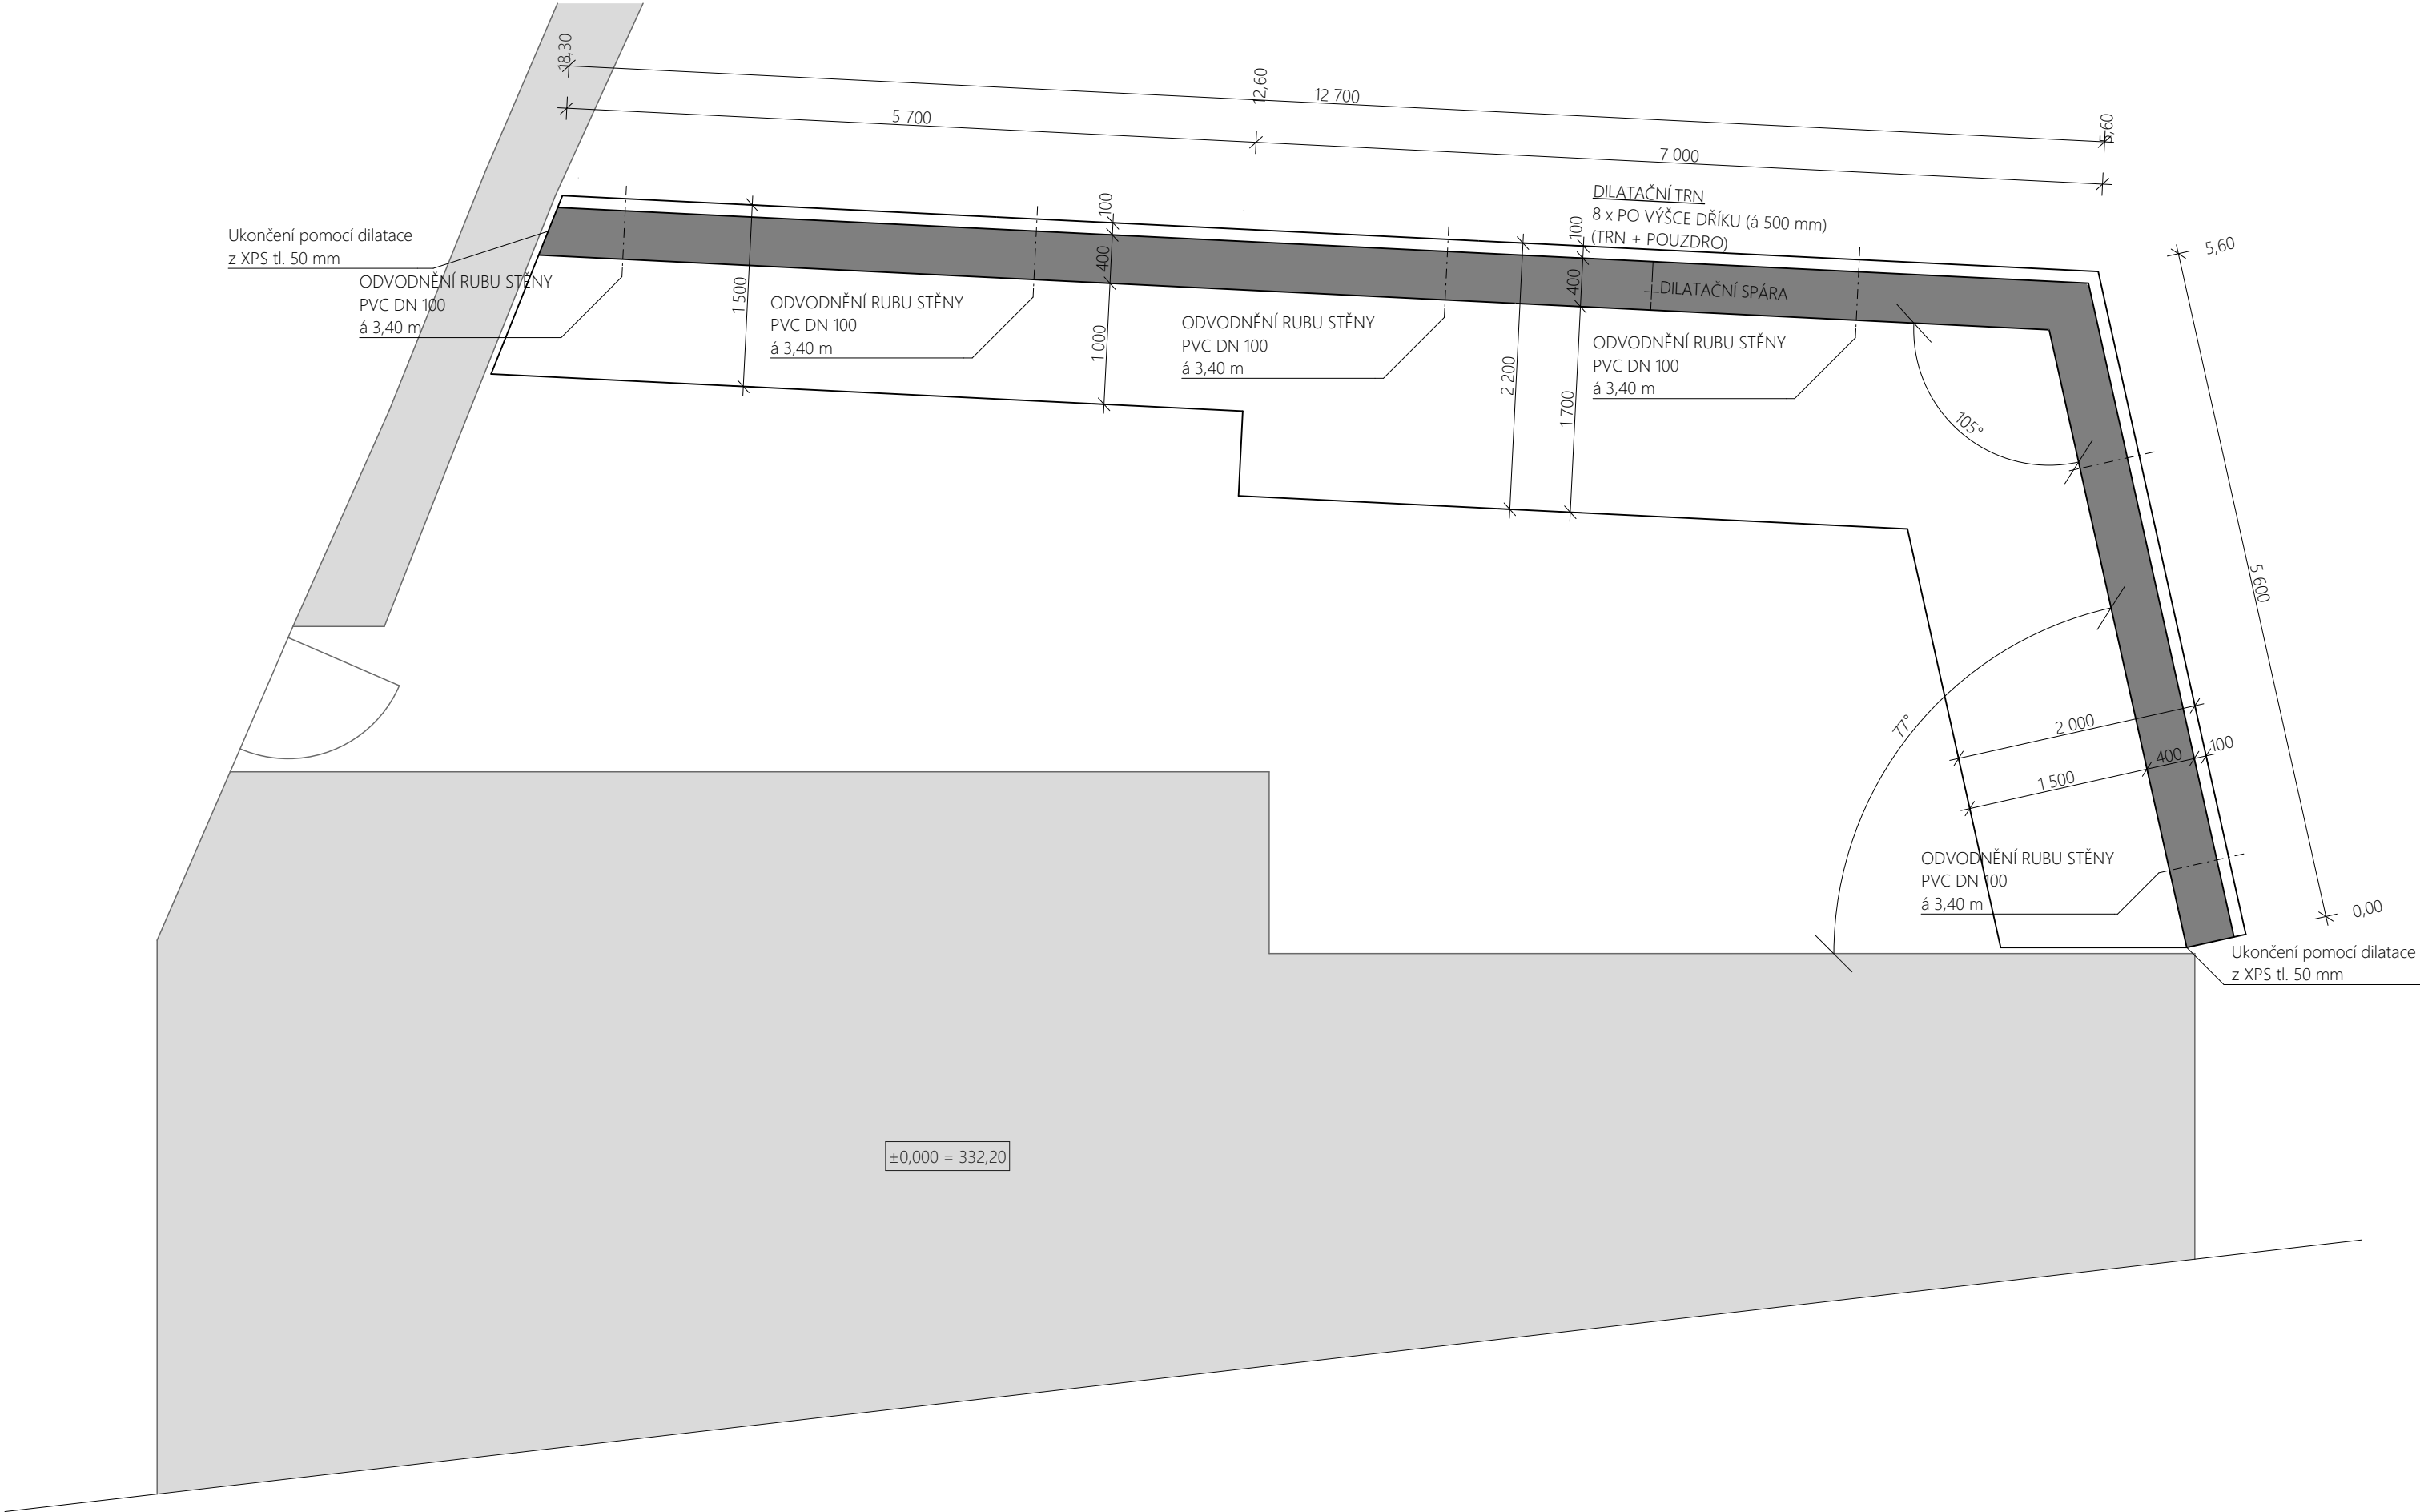 18,30
12,60
12 700
5,60
5 700
7 000
DILATAČNÍ TRN
8 x PO VÝŠCE DŘÍKU (á 500 mm)
(TRN + POUZDRO)
100
100
Ukončení pomocí dilatace
z XPS tl. 50 mm
5,60
400
400
DILATAČNÍ SPÁRA
ODVODNĚNÍ RUBU STĚNY
PVC DN 100
á 3,40 m
1 500
ODVODNĚNÍ RUBU STĚNY
PVC DN 100
á 3,40 m
1 000
ODVODNĚNÍ RUBU STĚNY
PVC DN 100
á 3,40 m
2 200
1 700
ODVODNĚNÍ RUBU STĚNY
PVC DN 100
á 3,40 m
105°
5 600
77°
2 000
400
100
1 500
ODVODNĚNÍ RUBU STĚNY
PVC DN 100
á 3,40 m
0,00
Ukončení pomocí dilatace
z XPS tl. 50 mm
±0,000 = 332,20